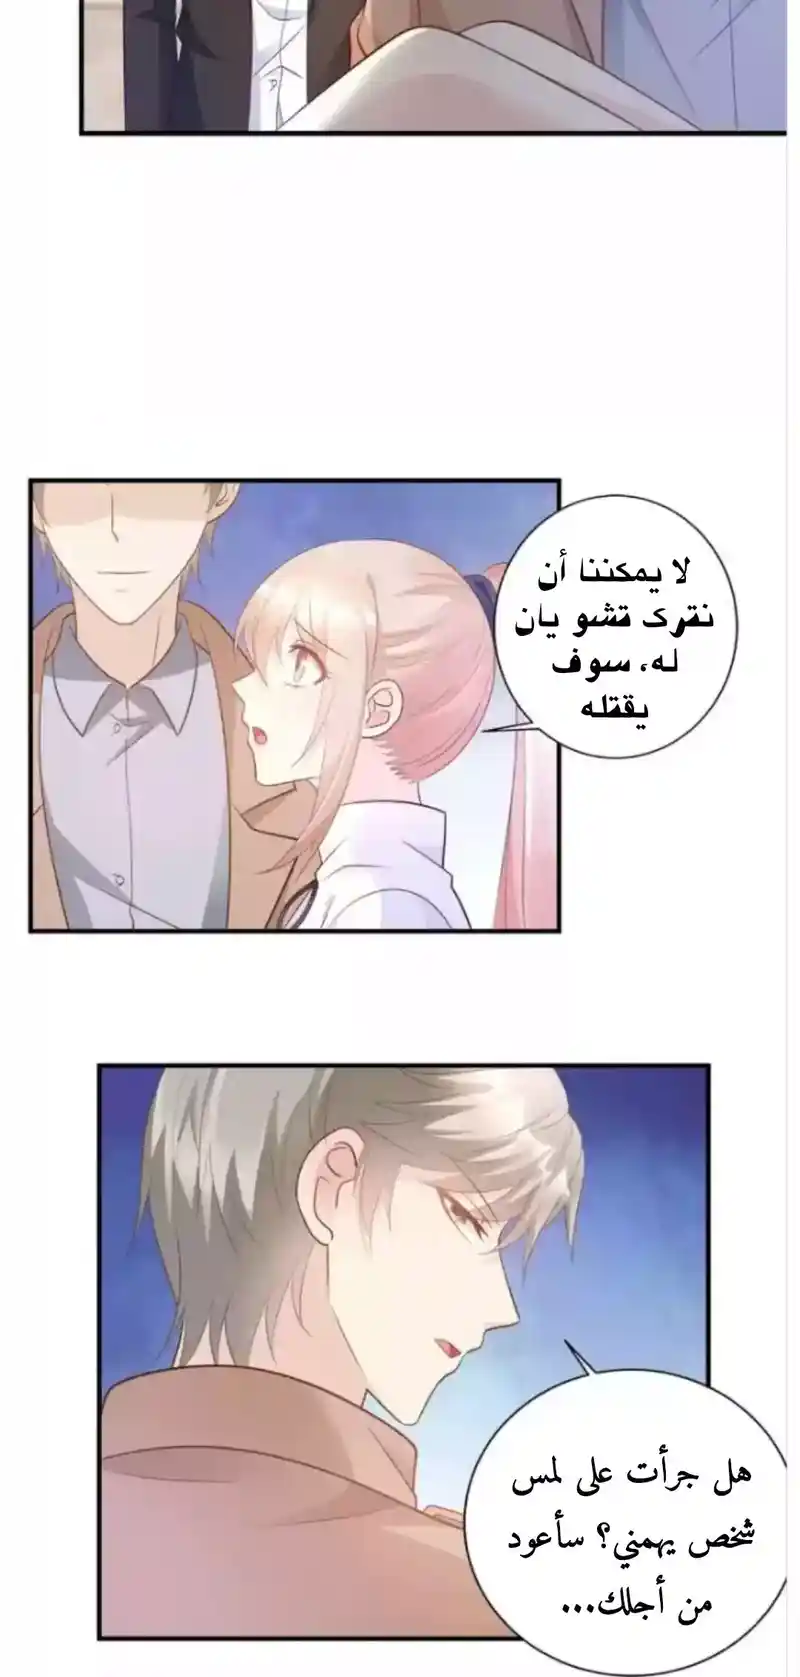 لا يمكننا أن
نترك تشو يان
له، سوف
يقتله
هل جرأت على لمس
شخص يهمني؟ سأعود
من أجلك...